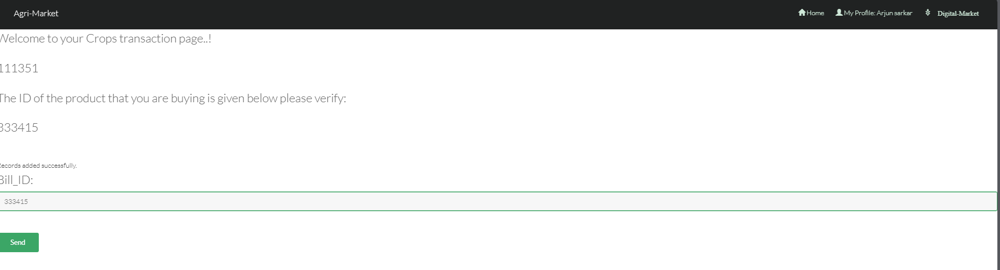 Agri-Market
Home My Profile: Arjun sarkar Digital-Market
Welcome to your Crops transaction page..!
111351
The ID of the product that you are buying is given below please verify:
333415
Records added successfully.
Bill_ID:
333415
Send